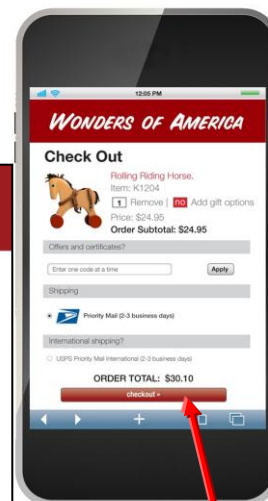 12:05 PM
WONDERS OF AMERICA
Check Out
Rolling Riding Horse.
Item: K1204
1 Remove | no Add gift options
Price: $24.95
Order Subtotal: $24.95
Offers and certificates?
Enter one code at a time Apply
Shipping
Priority Mail (2-3 business days)
International shipping?
USPS Priority Mail International (2-3 business days)
ORDER TOTAL: $30.10
checkout »